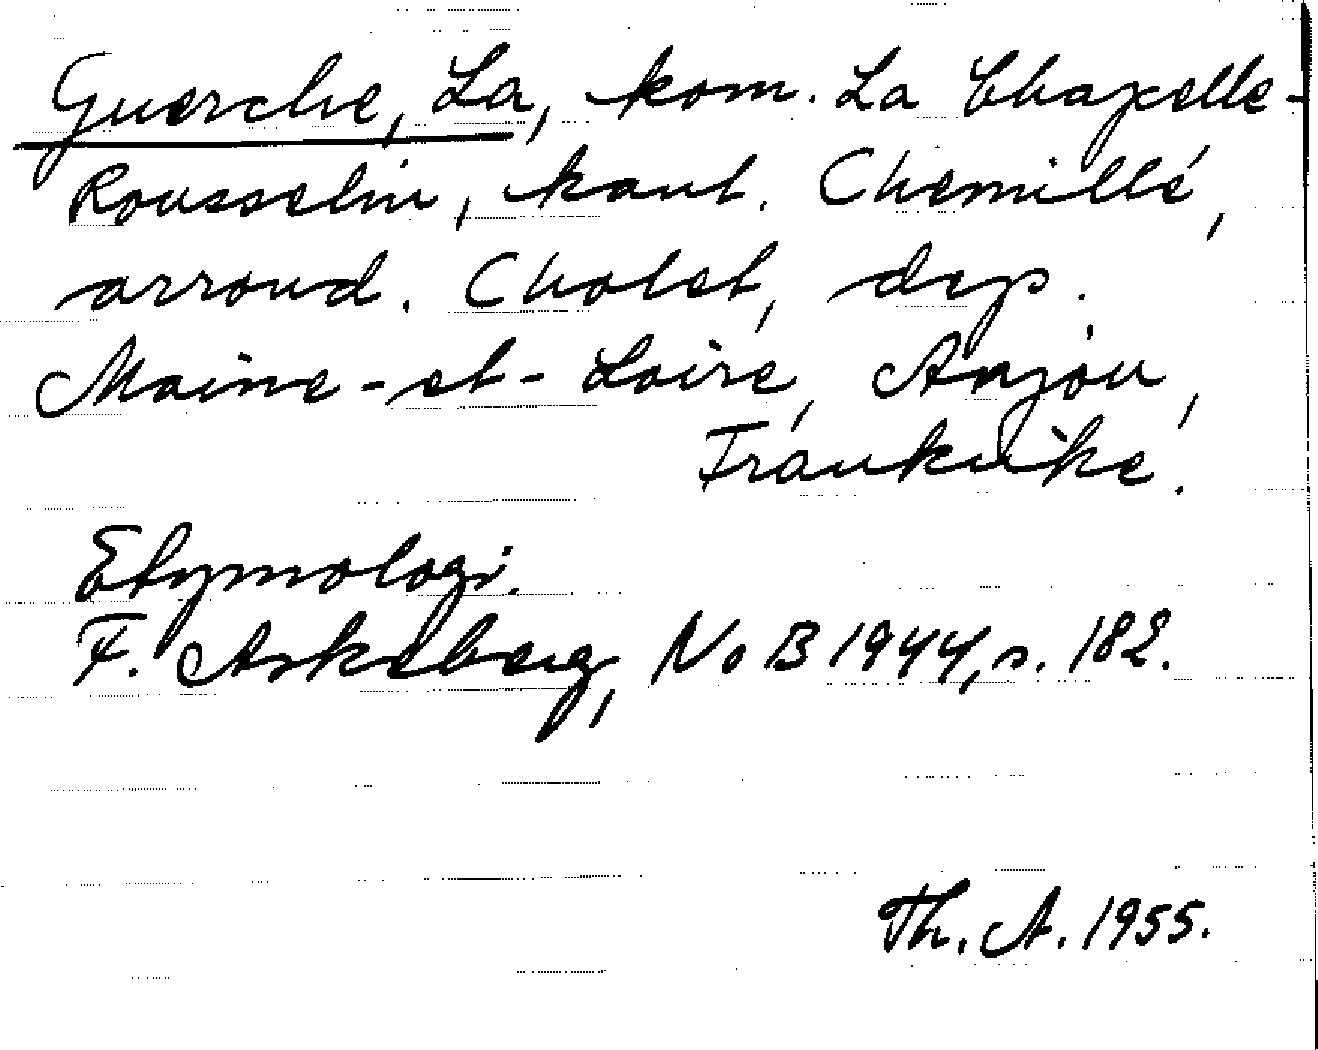 Guerche, La, kom. La Chapelle-
Rousselin, kant. Chemillé,
arrond. Cholet, dep.
Maine-et-Loire, Anjou,
Frankrike.
Etymologi.
F. Askeberg, NoB 1944, s. 182.
Th. A. 1955.